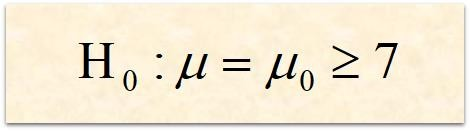 H₀ : μ = μ₀ ≥ 7